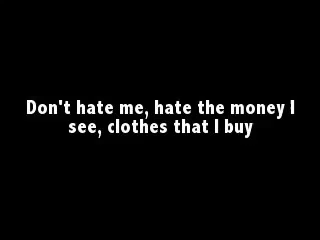 Don't hate me, hate the money I
see, clothes that I buy